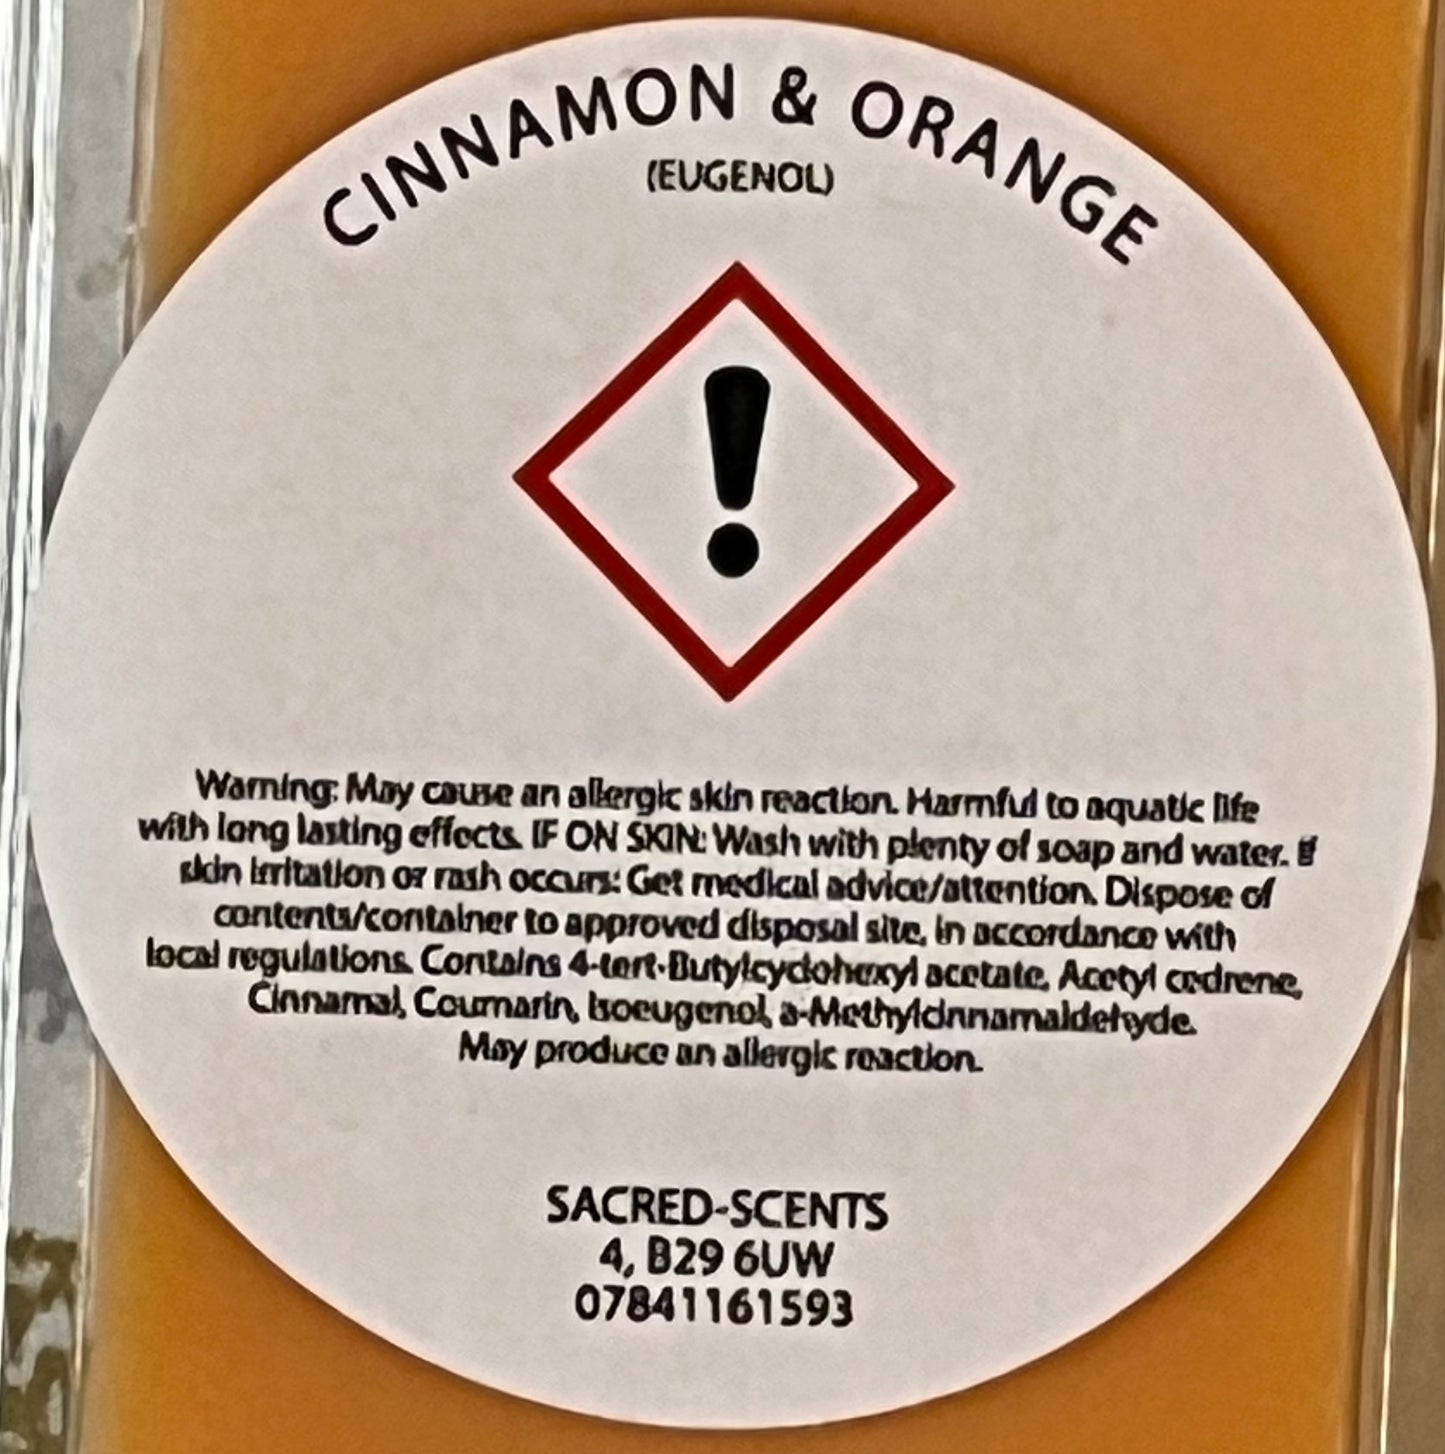 CINNAMON & ORANGE
(EUGENOL)
Warning: May cause an allergic skin reaction. Harmful to aquatic life
with long lasting effects. IF ON SKIN: Wash with plenty of soap and water. If
skin irritation or rash occurs: Get medical advice/attention. Dispose of
contents/container to approved disposal site, in accordance with
local regulations. Contains 4-tert-Butylcyclohexyl acetate, Acetyl cedrene,
Cinnamal, Coumarin, Isoeugenol, a-Methylcinnamaldehyde.
May produce an allergic reaction.
SACRED-SCENTS
4, B29 6UW
07841161593